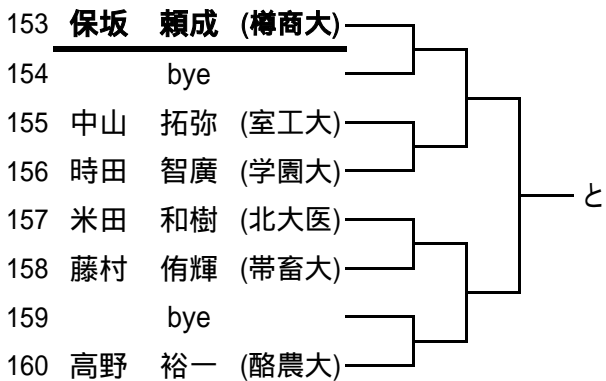 153 保坂 頼成 (樽商大)
154 bye
155 中山 拓弥 (室工大)
156 時田 智廣 (学園大)
157 米田 和樹 (北大医)
158 藤村 侑輝 (帯畜大)
159 bye
160 高野 裕一 (酪農大)
と